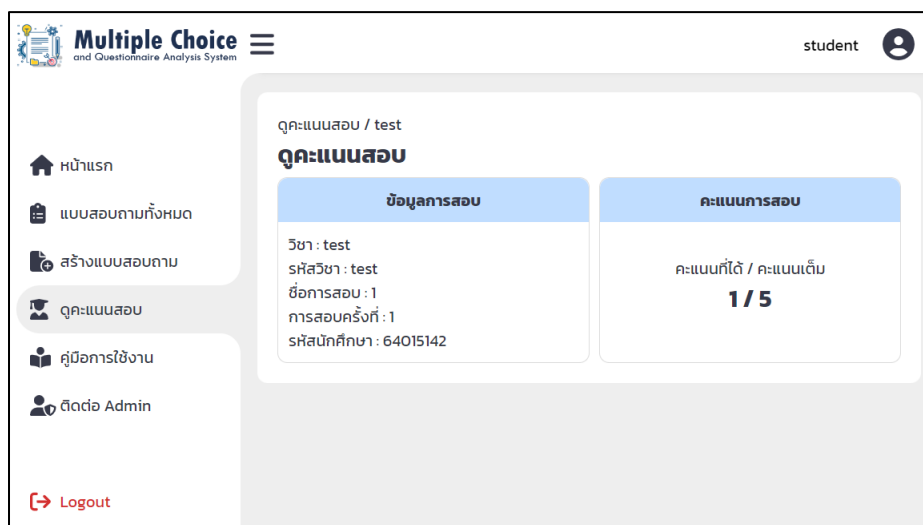 Multiple Choice
and Questionnaire Analysis System
student
หน้าแรก
แบบสอบถามทั้งหมด
สร้างแบบสอบถาม
ดูคะแนนสอบ
คู่มือการใช้งาน
ติดต่อ Admin
Logout
ดูคะแนนสอบ / test
ดูคะแนนสอบ
ข้อมูลการสอบ
วิชา : test
รหัสวิชา : test
ชื่อการสอบ : 1
การสอบครั้งที่ : 1
รหัสนักศึกษา : 64015142
คะแนนการสอบ
คะแนนที่ได้ / คะแนนเต็ม
1 / 5